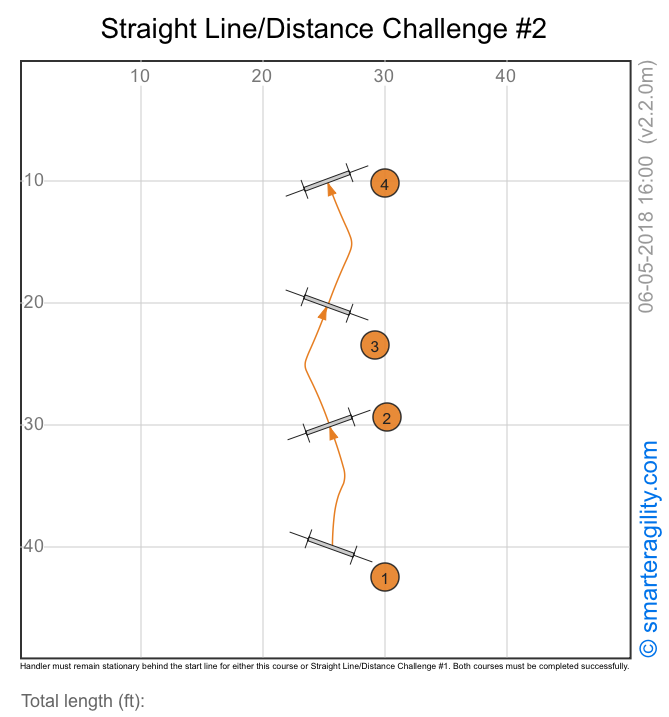 Straight Line/Distance Challenge #2
10 20 30 40
10
4
20
3
30
2
40
1
06-05-2018 16:00 (v2.2.0m)
© smarteragility.com
Handler must remain stationary behind the start line for either this course or Straight Line/Distance Challenge #1. Both courses must be completed successfully.
Total length (ft):